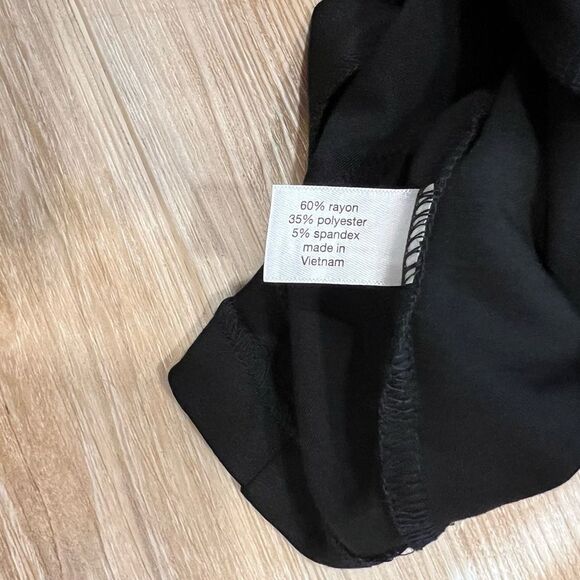 60% rayon
35% polyester
5% spandex
made in
Vietnam